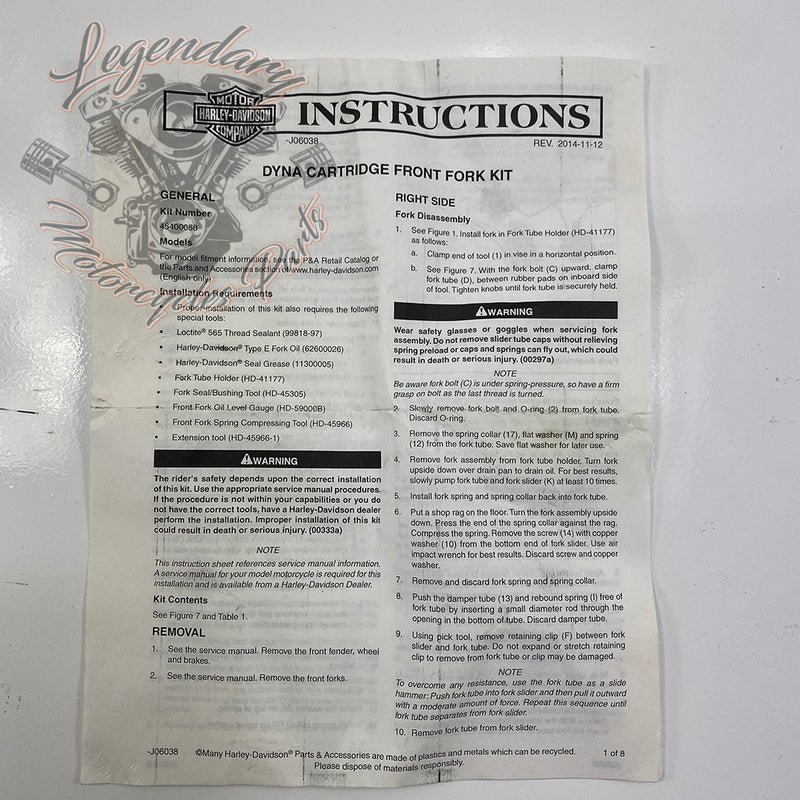 Legendary
Motorcycles Parts
MOTOR
HARLEY-DAVIDSON
COMPANY
INSTRUCTIONS
-J06038
REV. 2014-11-12
DYNA CARTRIDGE FRONT FORK KIT
GENERAL
Kit Number
45400058
Models
For model fitment information, see the P&A Retail Catalog or
the Parts and Accessories section of www.harley-davidson.com
(English only).
Installation Requirements
Proper installation of this kit also requires the following
special tools:
• Loctite® 565 Thread Sealant (99818-97)
• Harley-Davidson® Type E Fork Oil (62600026)
• Harley-Davidson® Seal Grease (11300005)
• Fork Tube Holder (HD-41177)
• Fork Seal/Bushing Tool (HD-45305)
• Front Fork Oil Level Gauge (HD-59000B)
• Front Fork Spring Compressing Tool (HD-45966)
• Extension tool (HD-45966-1)
⚠WARNING
The rider's safety depends upon the correct installation
of this kit. Use the appropriate service manual procedures.
If the procedure is not within your capabilities or you do
not have the correct tools, have a Harley-Davidson dealer
perform the installation. Improper installation of this kit
could result in death or serious injury. (00333a)
NOTE
This instruction sheet references service manual information.
A service manual for your model motorcycle is required for this
installation and is available from a Harley-Davidson Dealer.
Kit Contents
See Figure 7 and Table 1.
REMOVAL
1. See the service manual. Remove the front fender, wheel
and brakes.
2. See the service manual. Remove the front forks.
RIGHT SIDE
Fork Disassembly
1. See Figure 1. Install fork in Fork Tube Holder (HD-41177)
as follows:
a. Clamp end of tool (1) in vise in a horizontal position.
b. See Figure 7. With the fork bolt (C) upward, clamp
fork tube (D), between rubber pads on inboard side
of tool. Tighten knobs until fork tube is securely held.
⚠WARNING
Wear safety glasses or goggles when servicing fork
assembly. Do not remove slider tube caps without relieving
spring preload or caps and springs can fly out, which could
result in death or serious injury. (00297a)
NOTE
Be aware fork bolt (C) is under spring-pressure, so have a firm
grasp on bolt as the last thread is turned.
2. Slowly remove fork bolt and O-ring (2) from fork tube.
Discard O-ring.
3. Remove the spring collar (17), flat washer (M) and spring
(12) from the fork tube. Save flat washer for later use.
4. Remove fork assembly from fork tube holder. Turn fork
upside down over drain pan to drain oil. For best results,
slowly pump fork tube and fork slider (K) at least 10 times.
5. Install fork spring and spring collar back into fork tube.
6. Put a shop rag on the floor. Turn the fork assembly upside
down. Press the end of the spring collar against the rag.
Compress the spring. Remove the screw (14) with copper
washer (10) from the bottom end of fork slider. Use air
impact wrench for best results. Discard screw and copper
washer.
7. Remove and discard fork spring and spring collar.
8. Push the damper tube (13) and rebound spring (I) free of
fork tube by inserting a small diameter rod through the
opening in the bottom of tube. Discard damper tube.
9. Using pick tool, remove retaining clip (F) between fork
slider and fork tube. Do not expand or stretch retaining
clip to remove from fork tube or clip may be damaged.
NOTE
To overcome any resistance, use the fork tube as a slide
hammer: Push fork tube into fork slider and then pull it outward
with a moderate amount of force. Repeat this sequence until
fork tube separates from fork slider.
10. Remove fork tube from fork slider.
-J06038
Many Harley-Davidson® Parts & Accessories are made of plastics and metals which can be recycled.
Please dispose of materials responsibly.
1 of 8